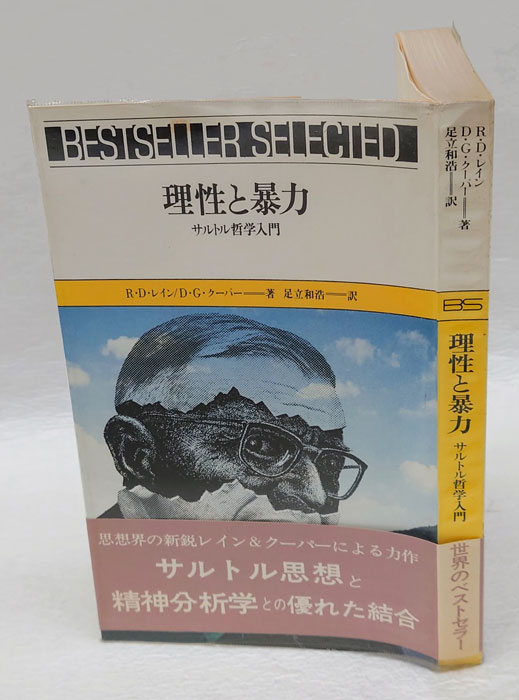 BESTSELLER SELECTED
理性と暴力
サルトル哲学入門
R・D・レイン/D・G・クーパー──著 足立和浩──訳
思想界の新鋭レイン&クーパーによる力作
サルトル思想と
精神分析学との優れた結合
R・D・レイン
D・G・クーパー──著
足立和浩──訳
BS
理性と暴力
サルトル哲学入門
世界のベストセラー